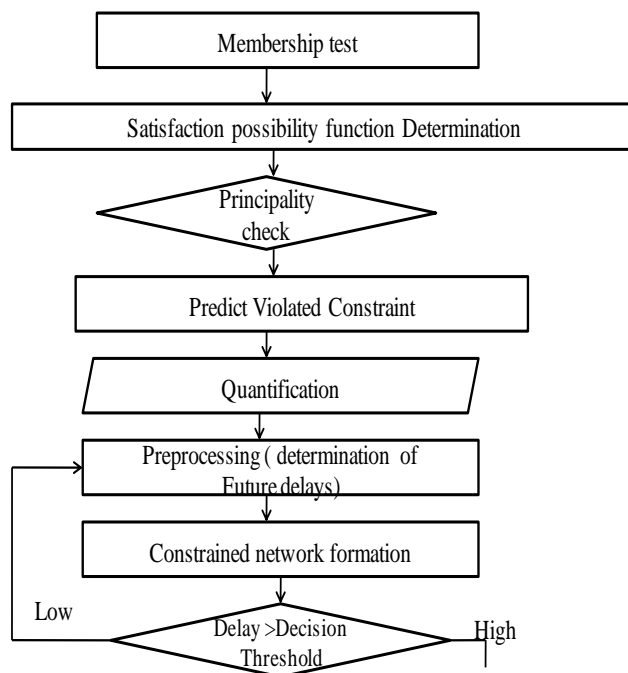 Membership test
Satisfaction possibility function Determination
Principality
check
Predict Violated Constraint
Quantification
Preprocessing ( determination of
Future delays)
Constrained network formation
Low
Delay >Decision
Threshold
High